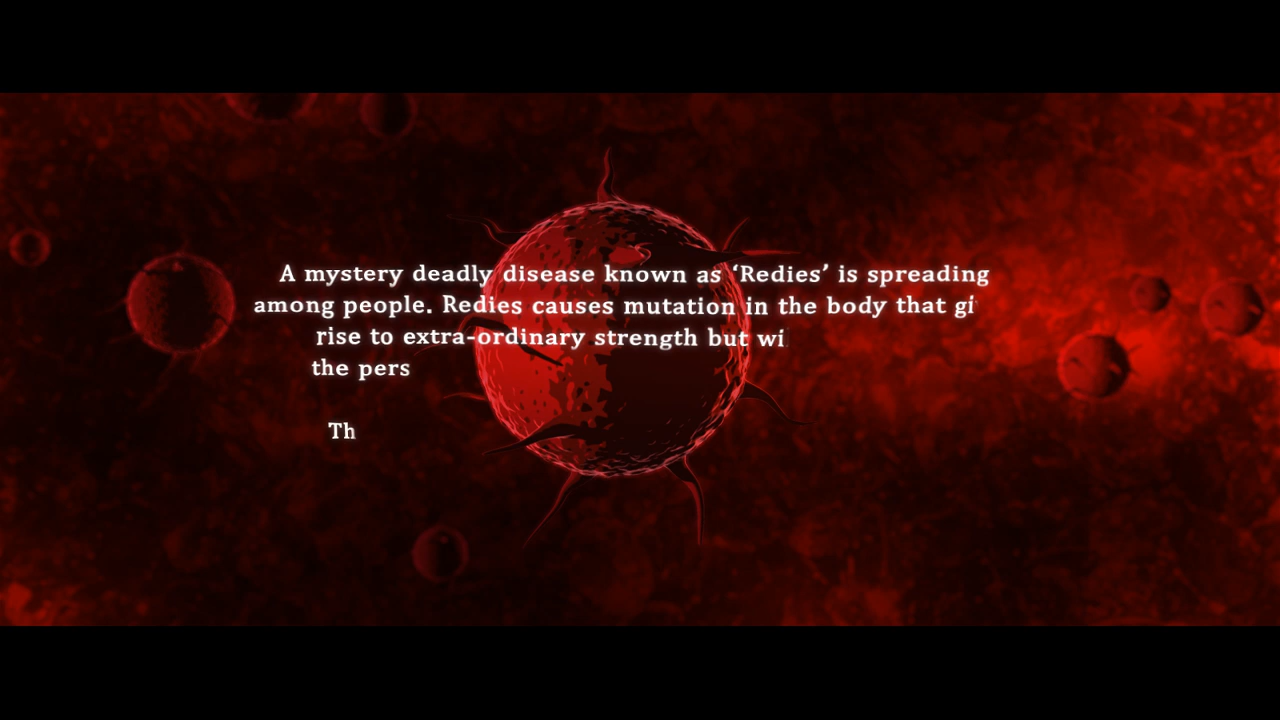 A mystery deadly disease known as ‘Redies’ is spreading
among people. Redies causes mutation in the body that gi
rise to extra-ordinary strength but wi
the pers
Th